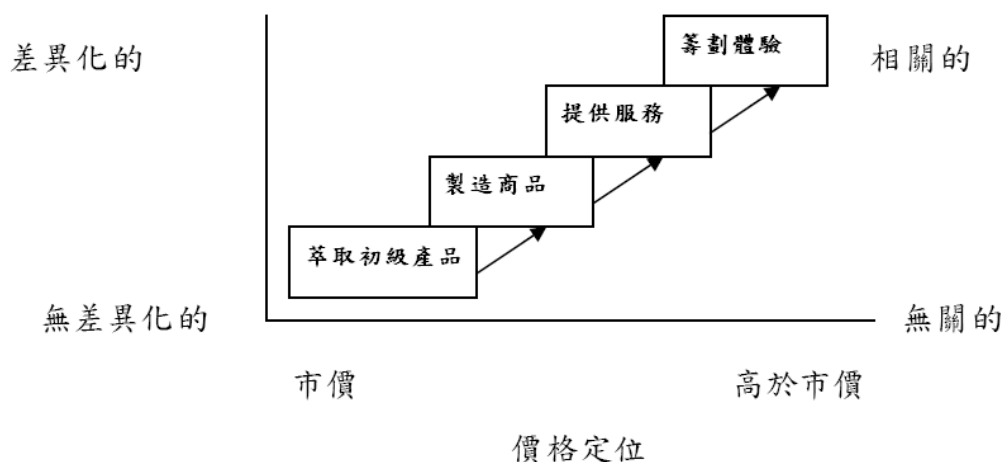 籌劃體驗
差異化的
相關的
提供服務
製造商品
萃取初級產品
無差異化的
無關的
市價
高於市價
價格定位